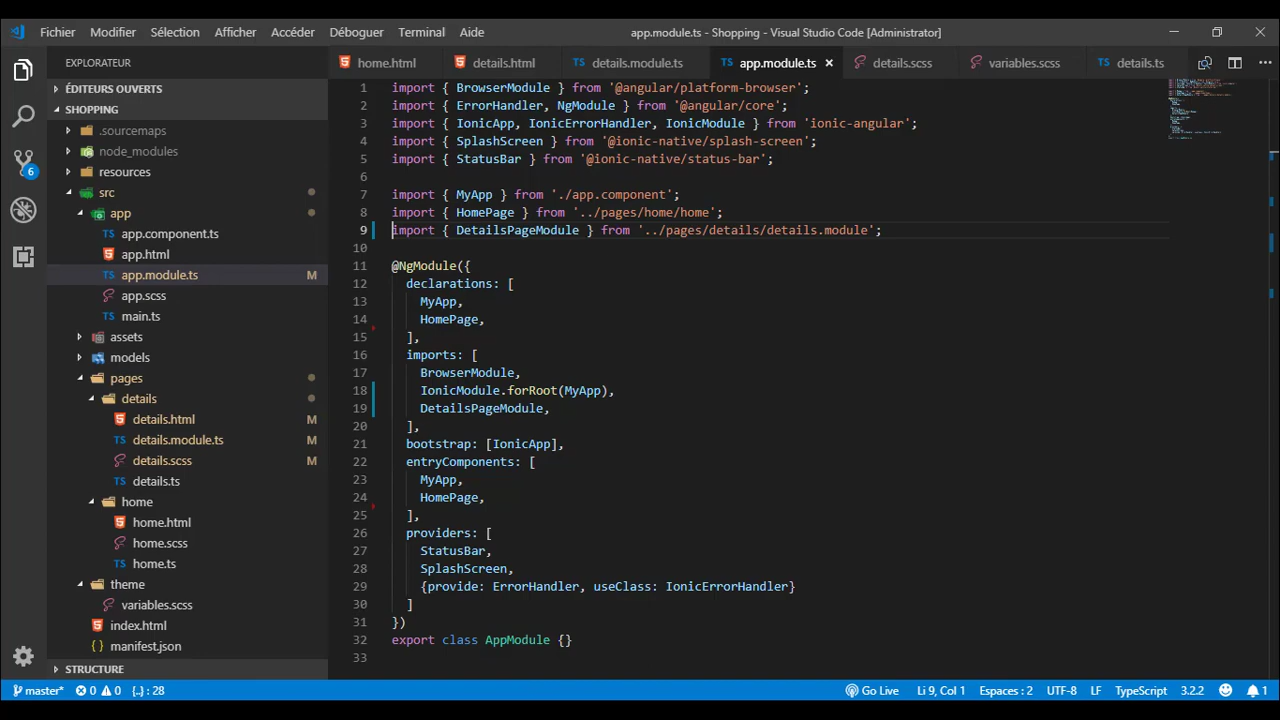 Fichier Modifier Sélection Afficher Accéder Déboguer Terminal Aide app.module.ts - Shopping - Visual Studio Code [Administrator]
EXPLORATEUR
home.html details.html TS details.module.ts TS app.module.ts × details.scss variables.scss TS details.ts ...
ÉDITEURS OUVERTS
SHOPPING
.sourcemaps
node_modules
resources
src
app
TS app.component.ts
app.html
TS app.module.ts M
app.scss
TS main.ts
assets
models
pages
details
details.html M
TS details.module.ts M
details.scss M
TS details.ts
home
home.html
home.scss
TS home.ts
theme
variables.scss
index.html
{ } manifest.json
STRUCTURE
6
1 import { BrowserModule } from '@angular/platform-browser';
2 import { ErrorHandler, NgModule } from '@angular/core';
3 import { IonicApp, IonicErrorHandler, IonicModule } from 'ionic-angular';
4 import { SplashScreen } from '@ionic-native/splash-screen';
5 import { StatusBar } from '@ionic-native/status-bar';
6
7 import { MyApp } from './app.component';
8 import { HomePage } from '../pages/home/home';
9 import { DetailsPageModule } from '../pages/details/details.module';
10
11 @NgModule({
12 declarations: [
13 MyApp,
14 HomePage,
15 ],
16 imports: [
17 BrowserModule,
18 IonicModule.forRoot(MyApp),
19 DetailsPageModule,
20 ],
21 bootstrap: [IonicApp],
22 entryComponents: [
23 MyApp,
24 HomePage,
25 ],
26 providers: [
27 StatusBar,
28 SplashScreen,
29 {provide: ErrorHandler, useClass: IonicErrorHandler}
30 ]
31 })
32 export class AppModule {}
33
master* 0 0 {..} : 28 Go Live Li 9, Col 1 Espaces : 2 UTF-8 LF TypeScript 3.2.2 1